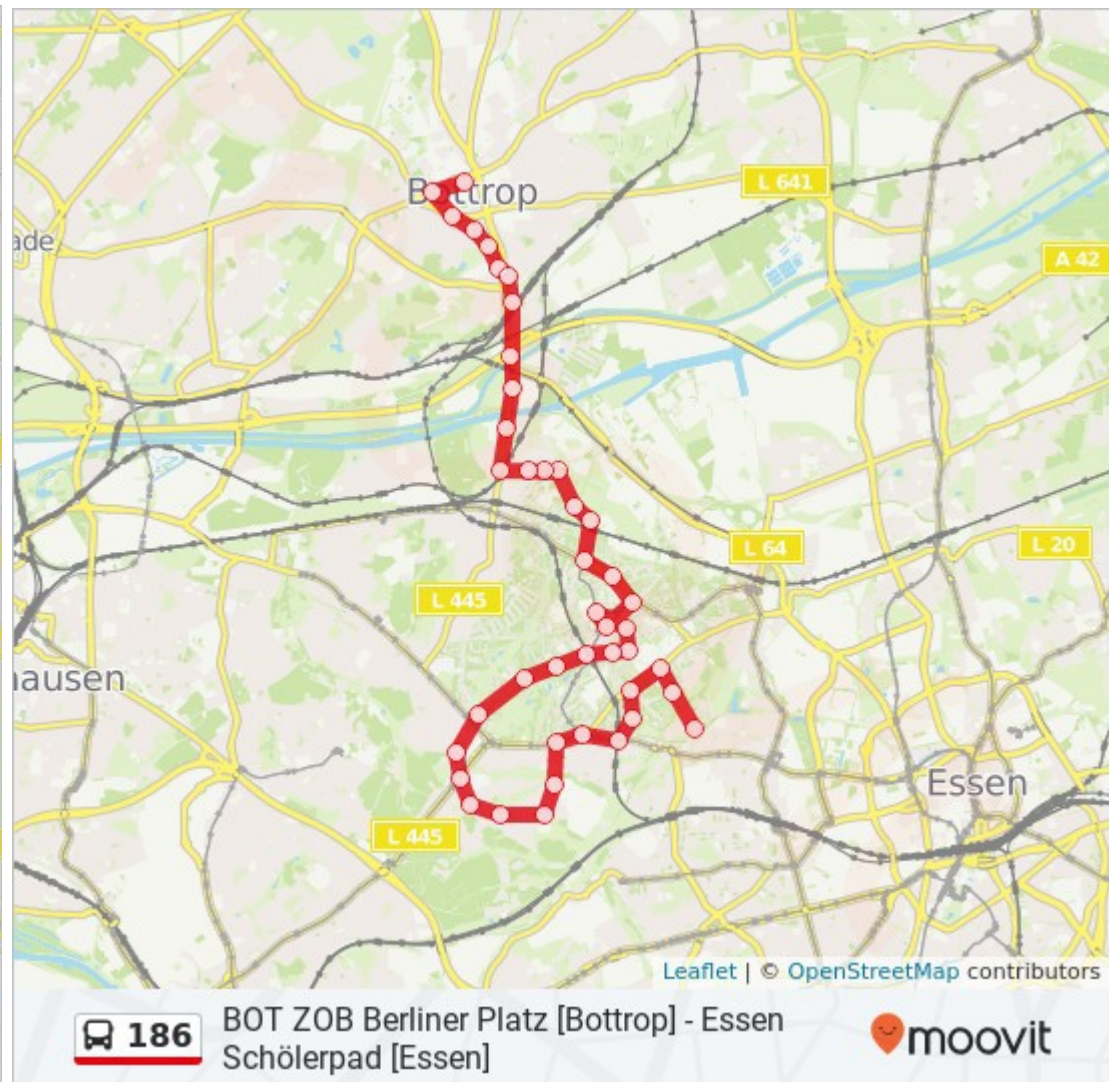 Bottrop
L 641
ade
A 42
L 64
L 20
L 445
hausen
Essen
L 445
Leaflet | © OpenStreetMap contributors
186
BOT ZOB Berliner Platz [Bottrop] - Essen
Schölerpad [Essen]
moovit